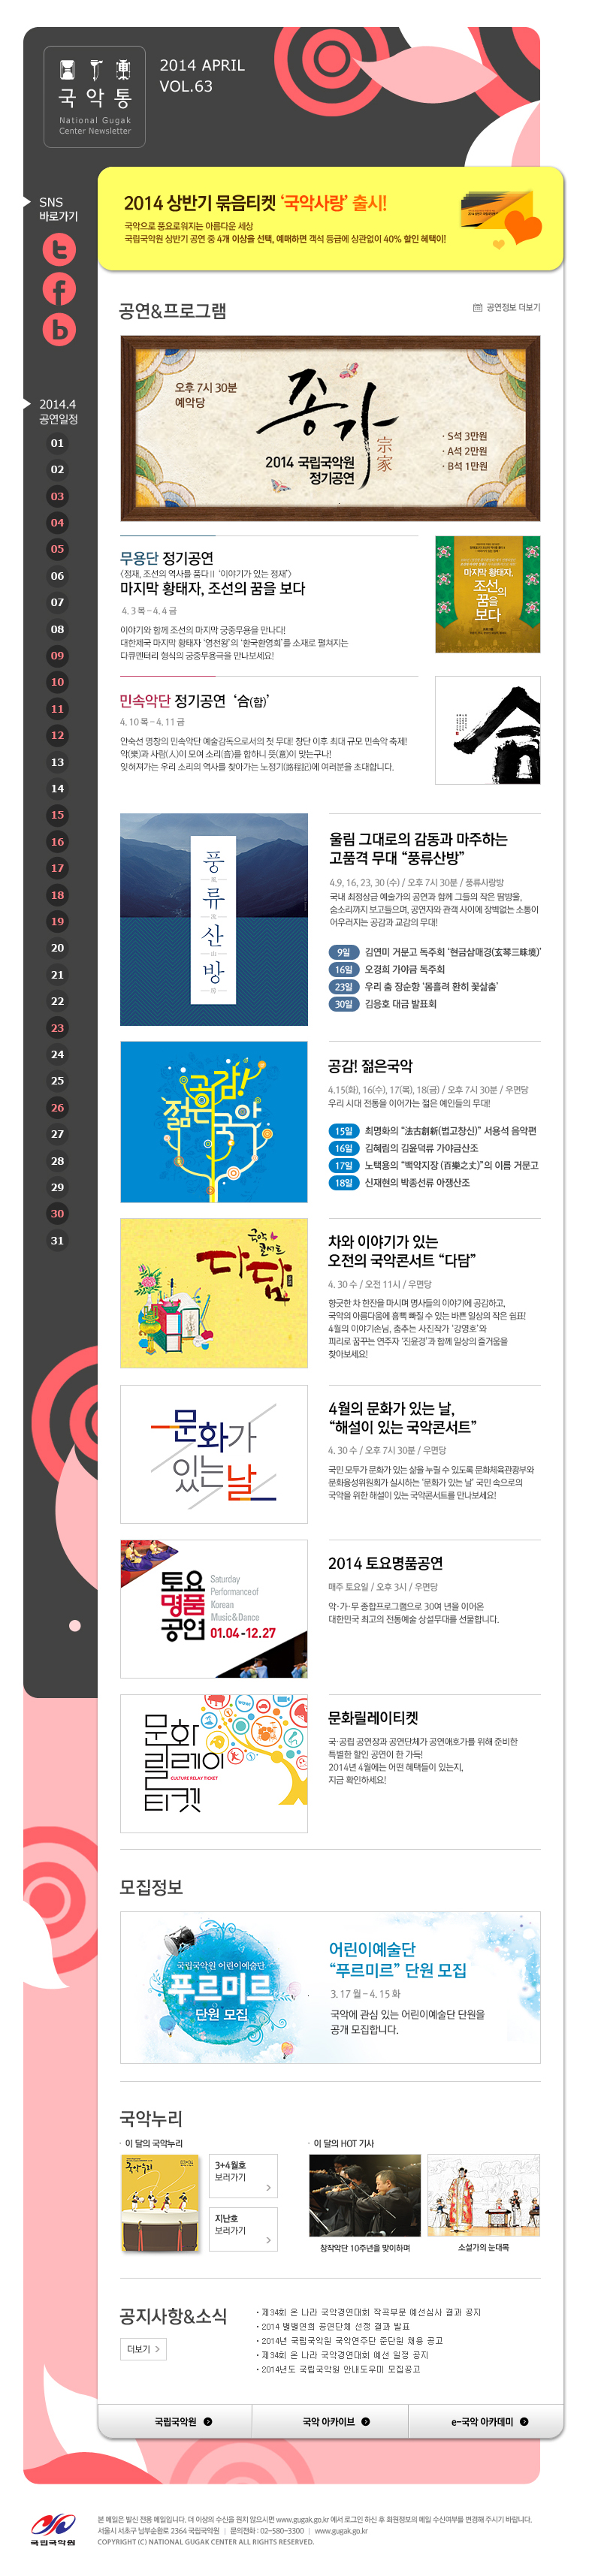 국악통
National Gugak
Center Newsletter
2014 APRIL
VOL.63
2014 상반기 묶음티켓 '국악사랑' 출시!
국악으로 풍요로워지는 아름다운 세상
국립국악원 상반기 공연 중 4개 이상을 선택, 예매하면 객석 등급에 상관없이 40% 할인 혜택이!
SNS
바로가기
2014.4
공연일정
01
02
03
04
05
06
07
08
09
10
11
12
13
14
15
16
17
18
19
20
21
22
23
24
25
26
27
28
29
30
31
공연&프로그램
공연정보 더보기
오후 7시 30분
예악당
종가
宗家
2014 국립국악원
정기공연
· S석 3만원
· A석 2만원
· B석 1만원
무용단 정기공연
〈정재, 조선의 역사를 품다Ⅱ '이야기가 있는 정재'〉
마지막 황태자, 조선의 꿈을 보다
4. 3 목 - 4. 4 금
이야기와 함께 조선의 마지막 궁중무용을 만나다!
대한제국 마지막 황태자 '영친왕'의 '환국환영회'를 소재로 펼쳐지는
다큐멘터리 형식의 궁중무용극을 만나보세요!
마지막 황태자,
조선의
꿈을
보다
민속악단 정기공연 '合(합)'
4. 10 목 - 4. 11 금
안숙선 명창의 민속악단 예술감독으로서의 첫 무대! 창단 이후 최대 규모 민속악 축제!
악(樂)과 사람(人)이 모여 소리(音)를 합하니 뜻(意)이 맞는구나!
잊혀져가는 우리 소리의 역사를 찾아가는 노정기(路程記)에 여러분을 초대합니다.
풍류산방
울림 그대로의 감동과 마주하는
고품격 무대 "풍류산방"
4.9, 16, 23, 30 (수) / 오후 7시 30분 / 풍류사랑방
국내 최정상급 예술가의 공연과 함께 그들의 작은 땀방울,
숨소리까지 보고들으며, 공연자와 관객 사이에 장벽없는 소통이
어우러지는 공감과 교감의 무대!
9일 김연미 거문고 독주회 '현금삼매경(玄琴三昧境)'
16일 오경희 가야금 독주회
23일 우리 춤 장순향 '몸흘려 환히 꽃살춤'
30일 김응호 대금 발표회
공감!
젊은국악
공감! 젊은국악
4.15(화), 16(수), 17(목), 18(금) / 오후 7시 30분 / 우면당
우리 시대 전통을 이어가는 젊은 예인들의 무대!
15일 최명화의 "法古創新(법고창신)" 서용석 음악편
16일 김혜림의 김윤덕류 가야금산조
17일 노택용의 "백악지장 (百樂之丈)"의 이름 거문고
18일 신재현의 박종선류 아쟁산조
국악
콘서트
다담
차와 이야기가 있는
오전의 국악콘서트 "다담"
4. 30 수 / 오전 11시 / 우면당
향긋한 차 한잔을 마시며 명사들의 이야기에 공감하고,
국악의 아름다움에 흠뻑 빠질 수 있는 바쁜 일상의 작은 쉼표!
4월의 이야기손님, 춤추는 사진작가 '강영호'와
피리로 꿈꾸는 연주자 '진윤경'과 함께 일상의 즐거움을
찾아보세요!
문화가
있는날
4월의 문화가 있는 날,
"해설이 있는 국악콘서트"
4. 30 수 / 오후 7시 30분 / 우면당
국민 모두가 문화가 있는 삶을 누릴 수 있도록 문화체육관광부와
문화융성위원회가 실시하는 '문화가 있는 날' 국민 속으로의
국악을 위한 해설이 있는 국악콘서트를 만나보세요!
토요
명품
공연
Saturday
Performance of
Korean
Music & Dance
01.04 - 12.27
2014 토요명품공연
매주 토요일 / 오후 3시 / 우면당
악·가·무 종합프로그램으로 30여 년을 이어온
대한민국 최고의 전통예술 상설무대를 선물합니다.
문화
릴레이
티켓
CULTURE RELAY TICKET
문화릴레이티켓
국·공립 공연장과 공연단체가 공연애호가를 위해 준비한
특별한 할인 공연이 한 가득!
2014년 4월에는 어떤 혜택들이 있는지,
지금 확인하세요!
모집정보
국립국악원 어린이예술단
푸르미르
단원 모집
어린이예술단
"푸르미르" 단원 모집
3. 17 월 - 4. 15 화
국악에 관심 있는 어린이예술단 단원을
공개 모집합니다.
국악누리
· 이 달의 국악누리
국악누리
3+4월호
보러가기
지난호
보러가기
· 이 달의 HOT 기사
창작악단 10주년을 맞이하며
소설가의 눈대목
공지사항&소식
더보기
· 제34회 온 나라 국악경연대회 작곡부문 예선심사 결과 공지
· 2014 별별연희 공연단체 선정 결과 발표
· 2014년 국립국악원 국악연주단 준단원 채용 공고
· 제34회 온 나라 국악경연대회 예선 일정 공지
· 2014년도 국립국악원 안내도우미 모집공고
국립국악원
국악 아카이브
e-국악 아카데미
국립국악원
본 메일은 발신 전용 메일입니다. 더 이상의 수신을 원치 않으시면 www.gugak.go.kr 에서 로그인 하신 후 회원정보의 메일 수신여부를 변경해 주시기 바랍니다.
서울시 서초구 남부순환로 2364 국립국악원 | 문의전화 : 02-580-3300 | www.gugak.go.kr
COPYRIGHT (C) NATIONAL GUGAK CENTER ALL RIGHTS RESERVED.